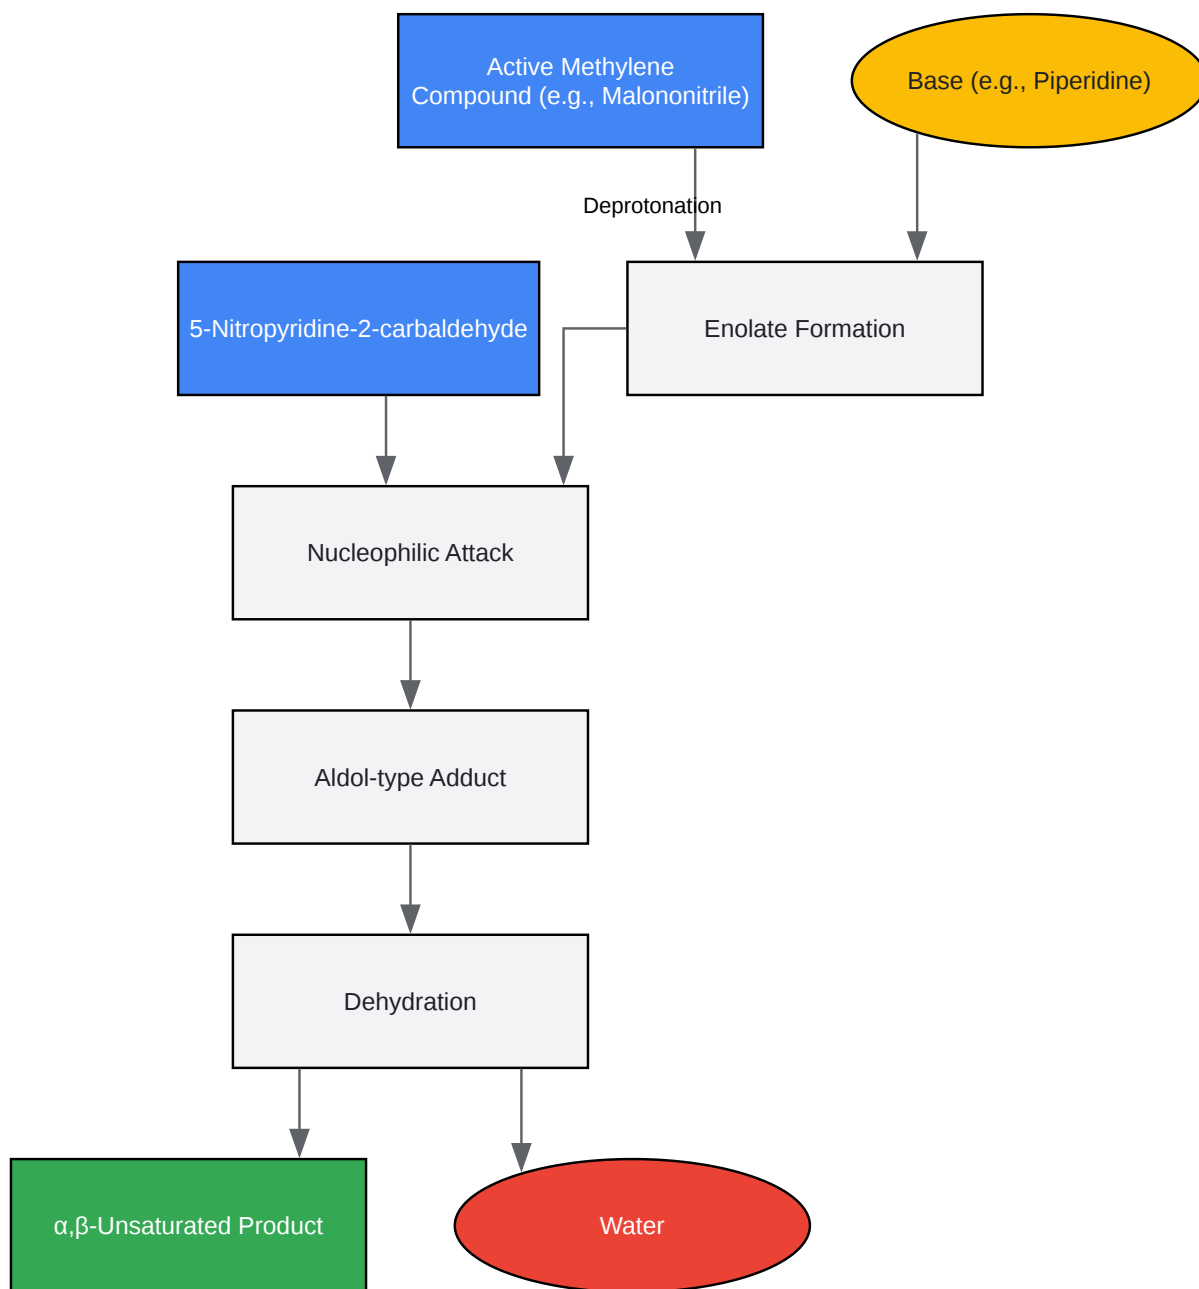 Active Methylene
Compound (e.g., Malononitrile)
Base (e.g., Piperidine)
Deprotonation
5-Nitropyridine-2-carbaldehyde
Enolate Formation
Nucleophilic Attack
Aldol-type Adduct
Dehydration
α,β-Unsaturated Product
Water